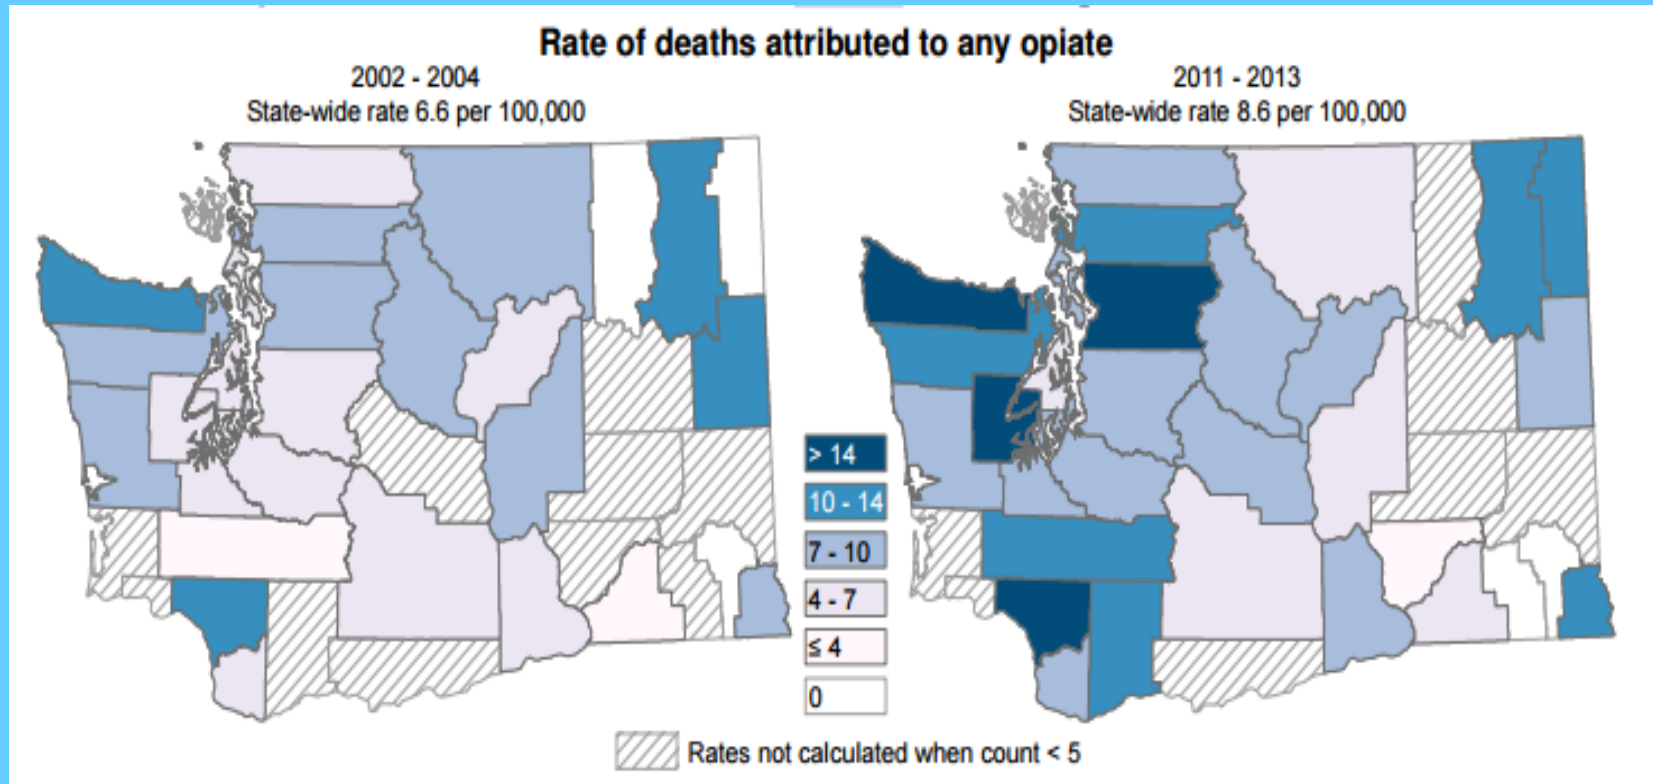 Rate of deaths attributed to any opiate
2002 - 2004
State-wide rate 6.6 per 100,000
2011 - 2013
State-wide rate 8.6 per 100,000
> 14
10 - 14
7 - 10
4 - 7
≤ 4
0
Rates not calculated when count < 5